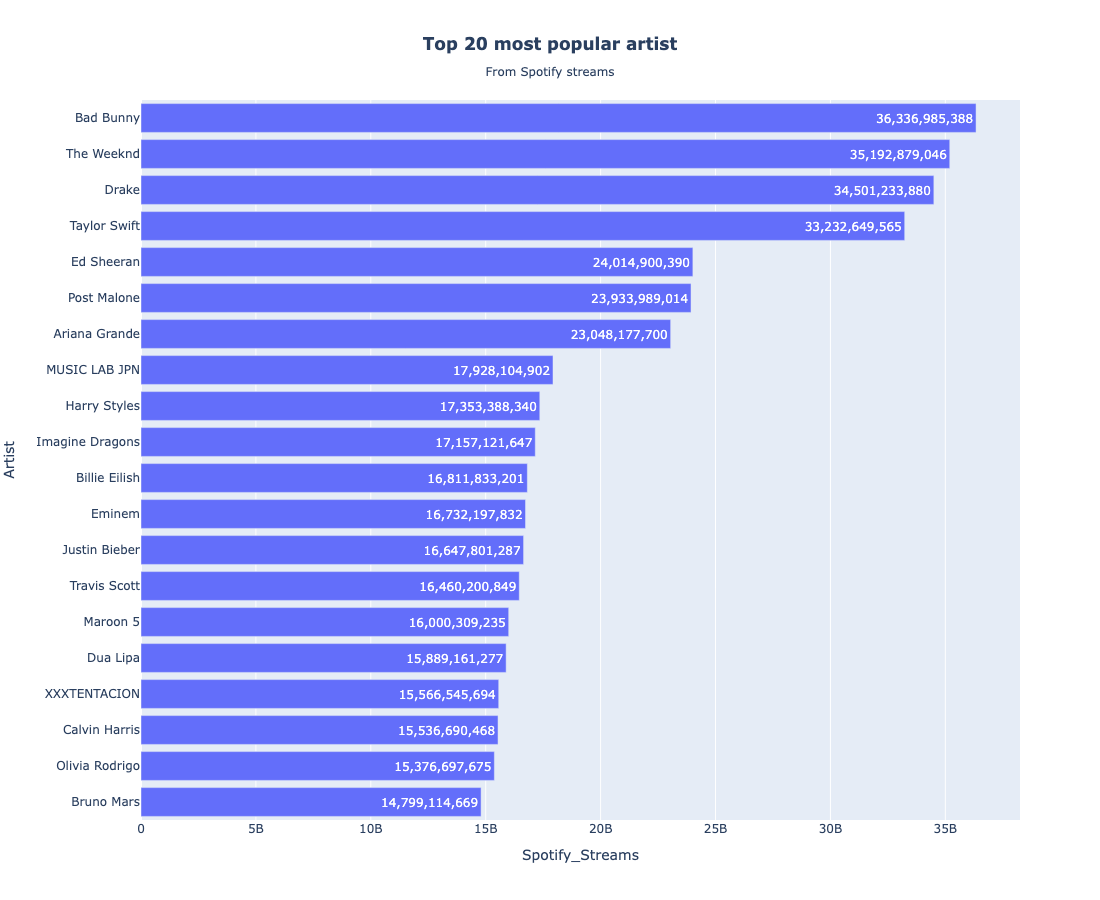 Top 20 most popular artist
From Spotify streams
Bad Bunny 36,336,985,388
The Weeknd 35,192,879,046
Drake 34,501,233,880
Taylor Swift 33,232,649,565
Ed Sheeran 24,014,900,390
Post Malone 23,933,989,014
Ariana Grande 23,048,177,700
MUSIC LAB JPN 17,928,104,902
Harry Styles 17,353,388,340
Imagine Dragons 17,157,121,647
Billie Eilish 16,811,833,201
Eminem 16,732,197,832
Justin Bieber 16,647,801,287
Travis Scott 16,460,200,849
Maroon 5 16,000,309,235
Dua Lipa 15,889,161,277
XXXTENTACION 15,566,545,694
Calvin Harris 15,536,690,468
Olivia Rodrigo 15,376,697,675
Bruno Mars 14,799,114,669
Artist
0 5B 10B 15B 20B 25B 30B 35B
Spotify_Streams